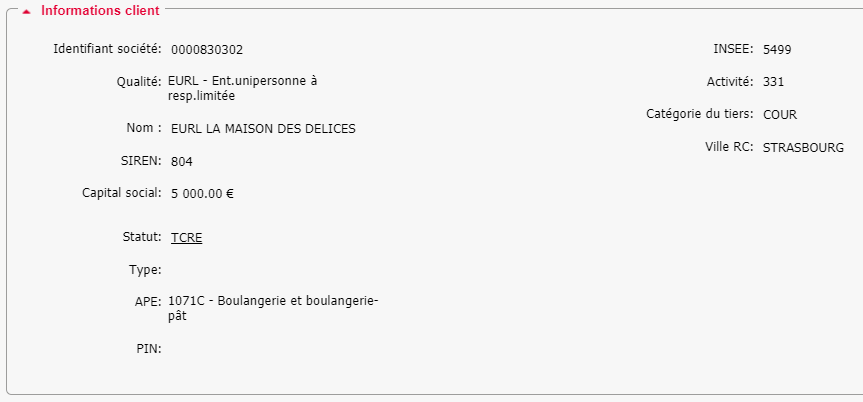 Informations client
Identifiant société: 0000830302
INSEE: 5499
Qualité: EURL - Ent.unipersonne à
resp.limitée
Activité: 331
Catégorie du tiers: COUR
Nom : EURL LA MAISON DES DELICES
Ville RC: STRASBOURG
SIREN: 804
Capital social: 5 000.00 €
Statut: TCRE
Type:
APE: 1071C - Boulangerie et boulangerie-
pât
PIN: